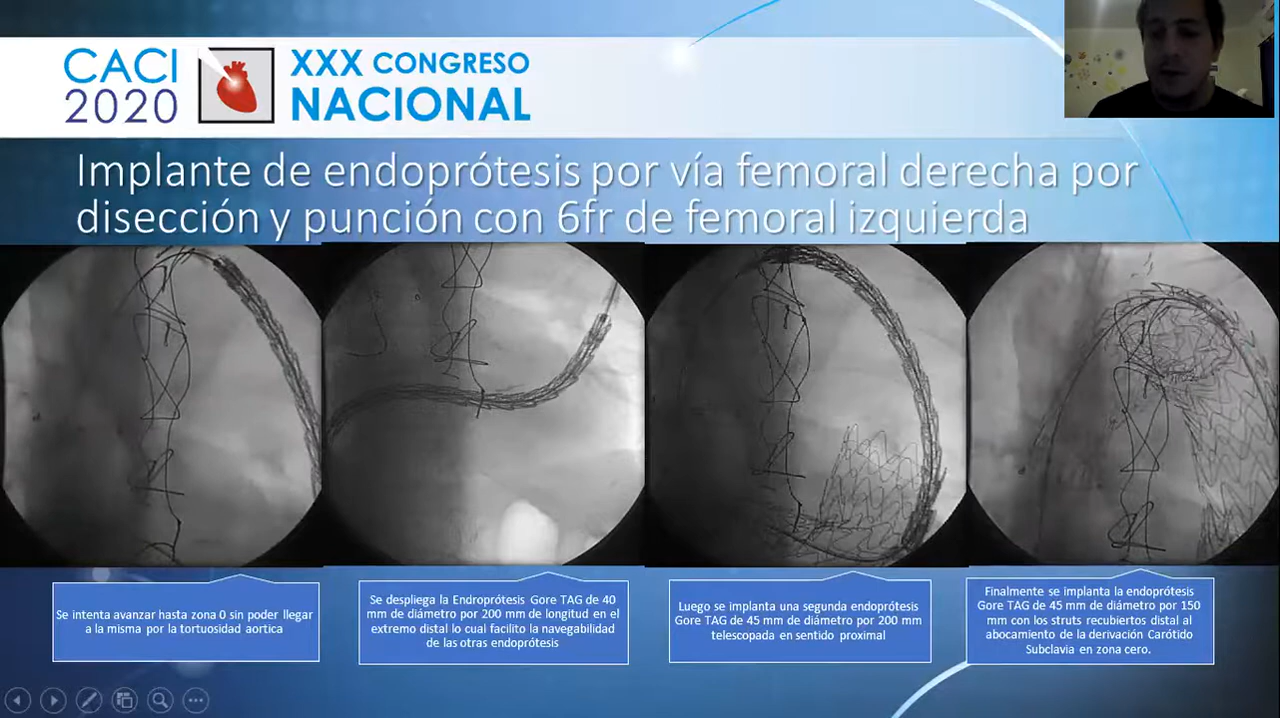 CACI
2020
XXX CONGRESO
NACIONAL
Implante de endoprótesis por vía femoral derecha por
disección y punción con 6fr de femoral izquierda
Se intenta avanzar hasta zona 0 sin poder llegar
a la misma por la tortuosidad aortica
Se despliega la Endroprótesis Gore TAG de 40
mm de diámetro por 200 mm de longitud en el
extremo distal lo cual facilito la navegabilidad
de las otras endoprótesis
Luego se implanta una segunda endoprótesis
Gore TAG de 45 mm de diámetro por 200 mm
telescopada en sentido proximal
Finalmente se implanta la endoprótesis
Gore TAG de 45 mm de diámetro por 150
mm con los struts recubiertos distal al
abocamiento de la derivación Carótido
Subclavia en zona cero.